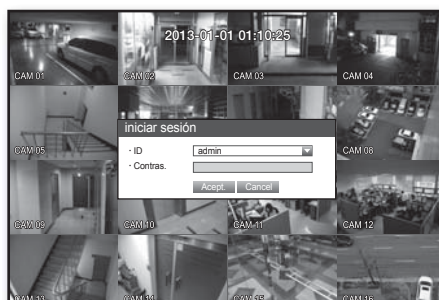 2013-01-01 01:10:25
CAM 01
CAM 02
CAM 03
CAM 04
iniciar sesión
CAM 05
CAM 08
· ID
admin
· Contras.
Acept.
Cancel
CAM 09
CAM 10
CAM 11
CAM 12
CAM 13
CAM 14
CAM 15
CAM 16